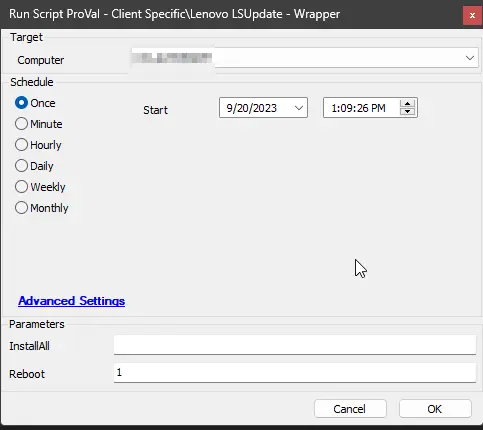 Run Script ProVal - Client Specific\Lenovo LSUpdate - Wrapper
Target
Computer
Schedule
Once
Start 9/20/2023 1:09:26 PM
Minute
Hourly
Daily
Weekly
Monthly
Advanced Settings
Parameters
InstallAll
Reboot 1
Cancel OK